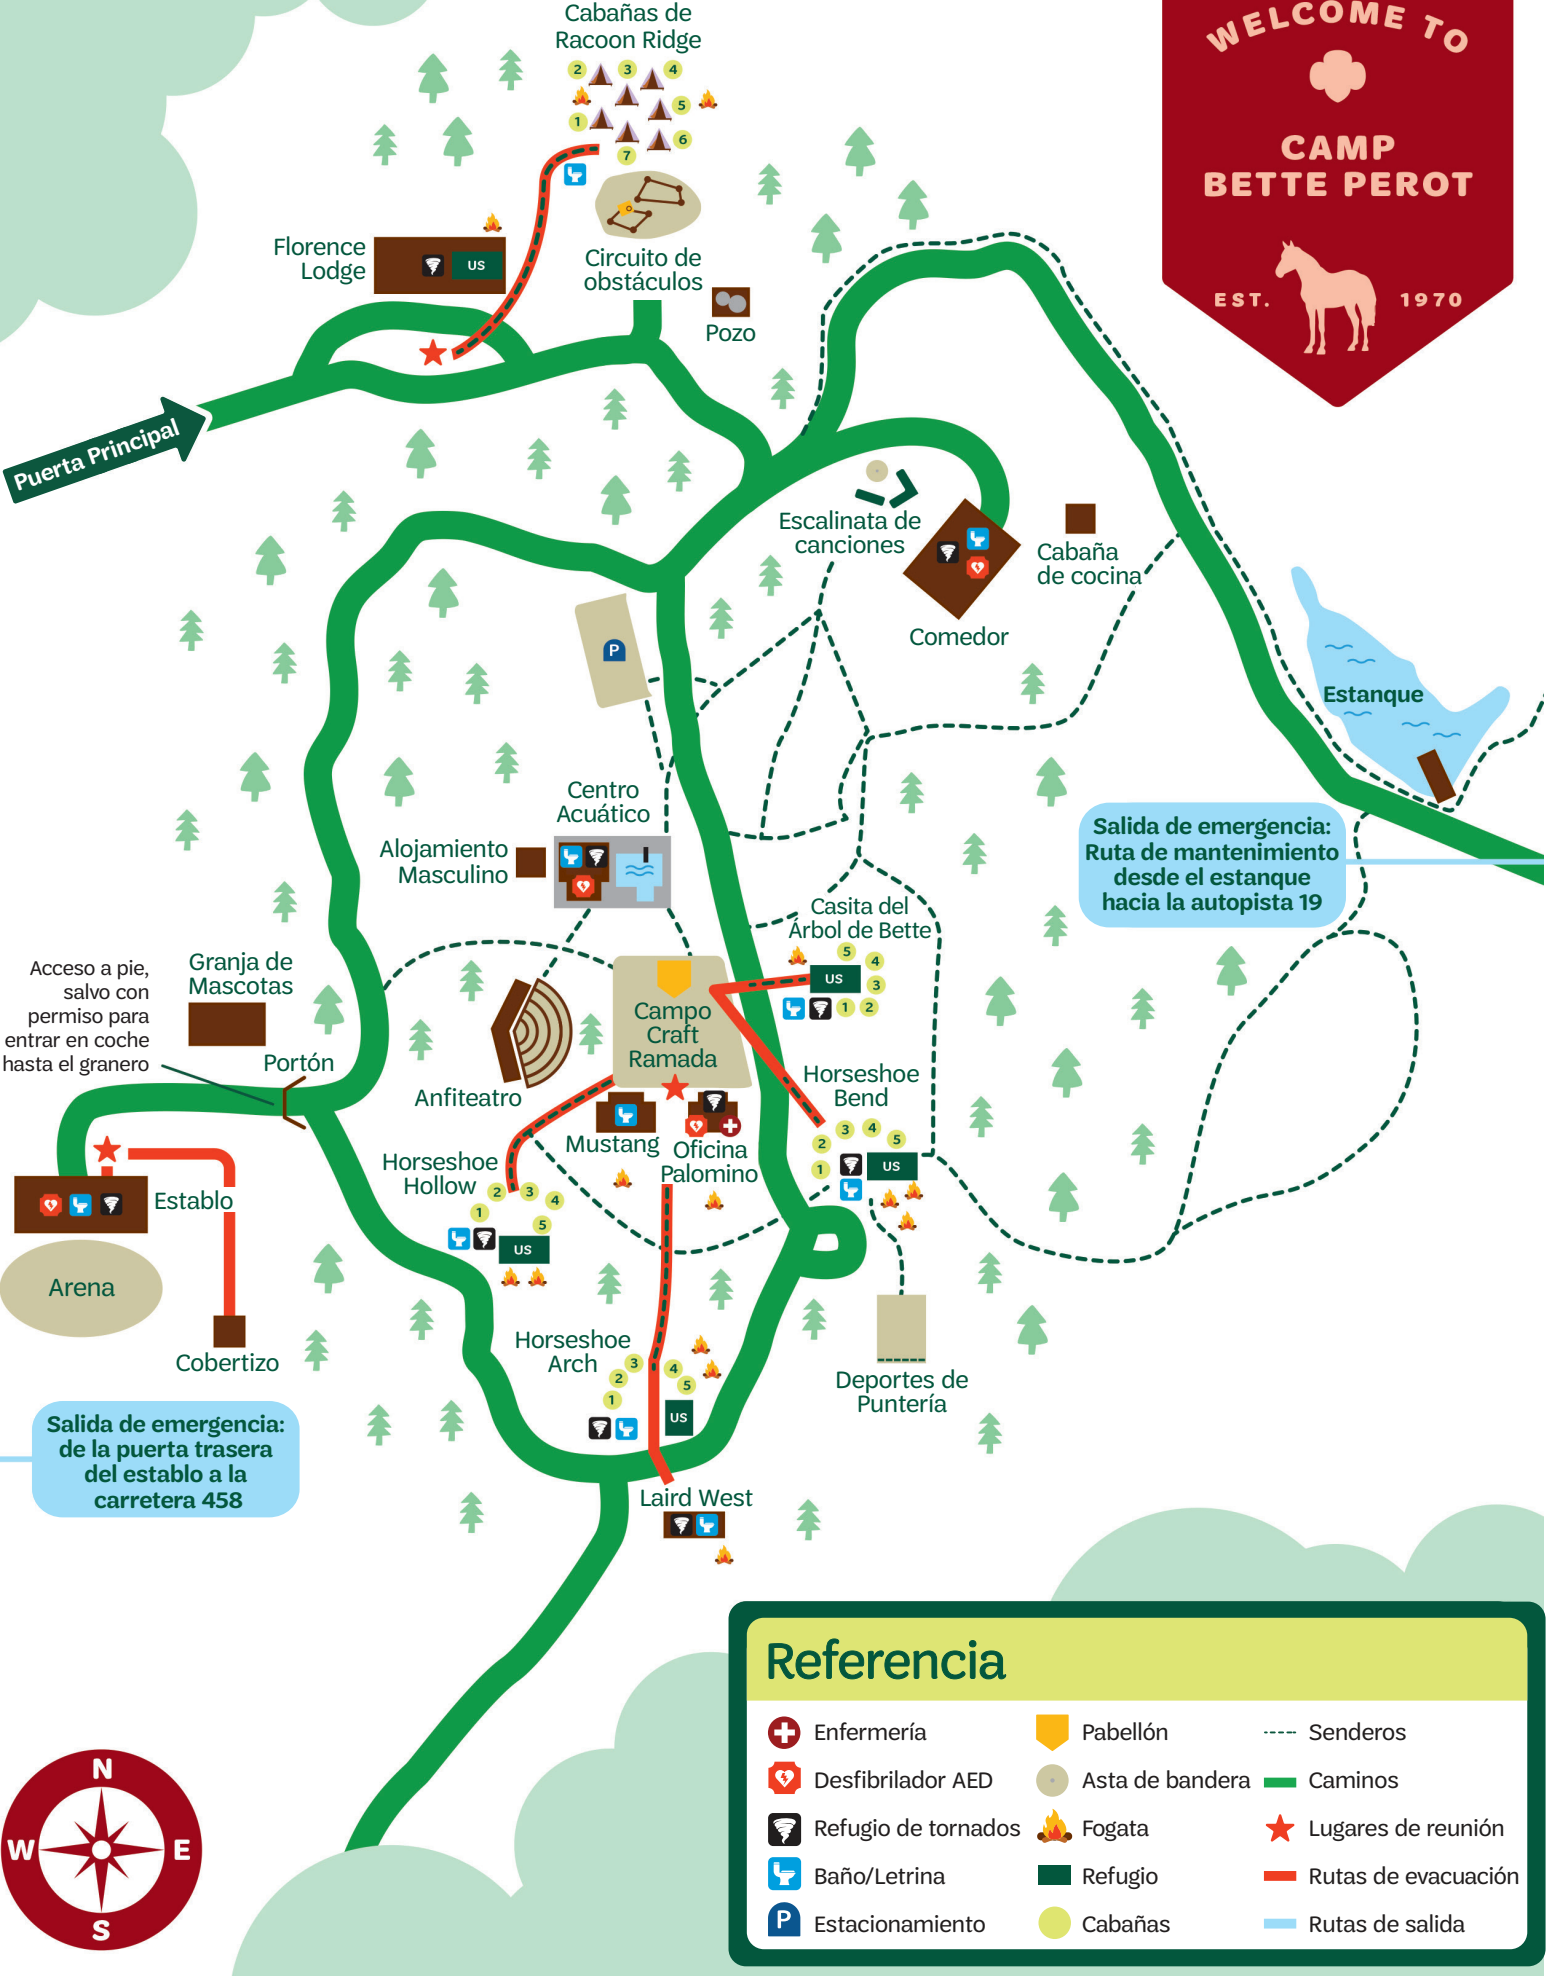 Cabañas de
Racoon Ridge
2
3
4
5
1
6
7
WELCOME TO
CAMP
BETTE PEROT
EST.
1970
Florence
Lodge
US
Circuito de
obstáculos
Pozo
Puerta Principal
Escalinata de
canciones
Cabaña
de cocina
Comedor
P
Estanque
Centro
Acuático
Alojamiento
Masculino
Salida de emergencia:
Ruta de mantenimiento
desde el estanque
hacia la autopista 19
Casita del
Árbol de Bette
5
4
US
3
1
2
Acceso a pie,
salvo con
permiso para
entrar en coche
hasta el granero
Granja de
Mascotas
Portón
Campo
Craft
Ramada
Anfiteatro
Horseshoe
Bend
3
4
5
2
1
US
Mustang
Oficina
Palomino
Horseshoe
Hollow
2
3
4
1
5
US
Establo
Arena
Cobertizo
Horseshoe
Arch
3
4
2
5
1
US
Deportes de
Puntería
Salida de emergencia:
de la puerta trasera
del establo a la
carretera 458
Laird West
Referencia
Enfermería
Desfibrilador AED
Refugio de tornados
Baño/Letrina
P
Estacionamiento
Pabellón
Asta de bandera
Fogata
Refugio
Cabañas
Senderos
Caminos
Lugares de reunión
Rutas de evacuación
Rutas de salida
N
W
E
S